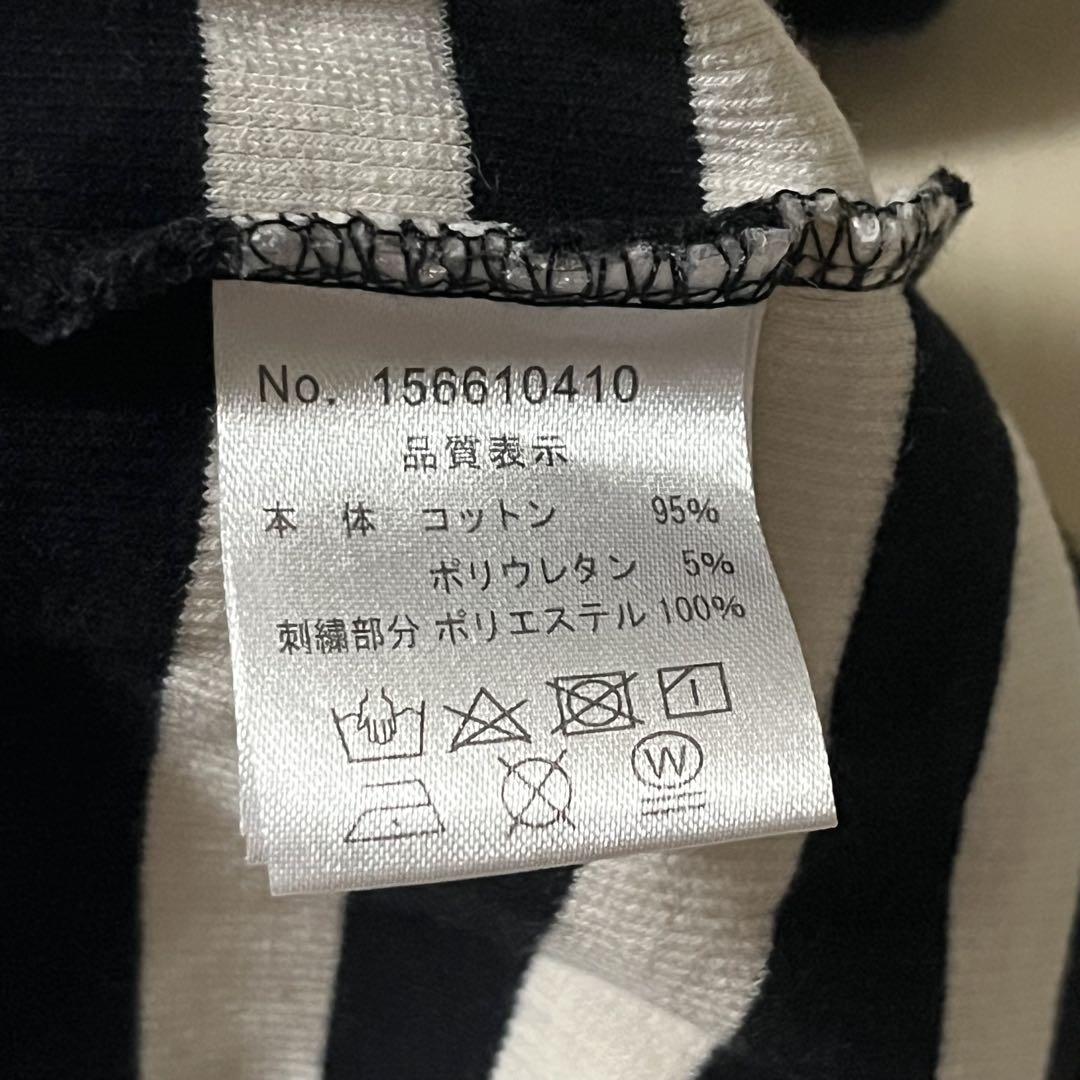 No. 156610410
品質表示
本 体 コットン 95%
ポリウレタン 5%
刺繍部分 ポリエステル 100%
W